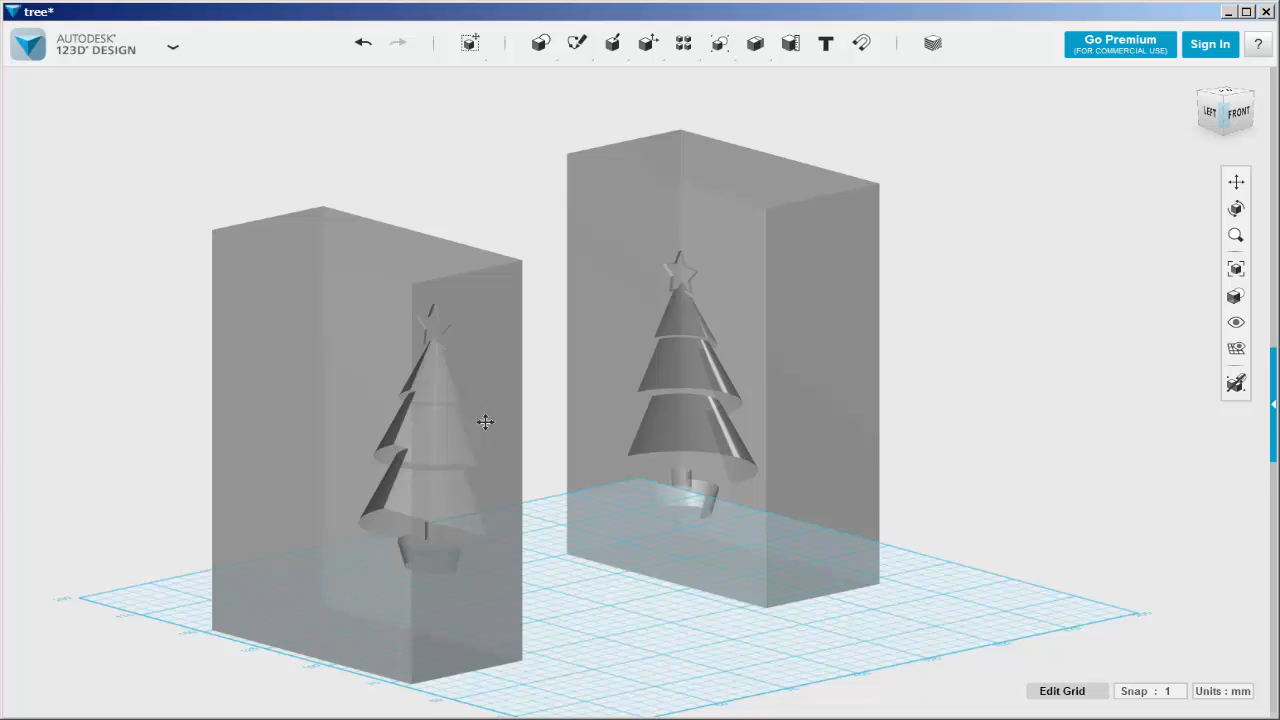 tree*
AUTODESK®
123D® DESIGN
Go Premium
(FOR COMMERCIAL USE)
Sign In
?
LEFT
FRONT
Edit Grid
Snap : 1
Units : mm